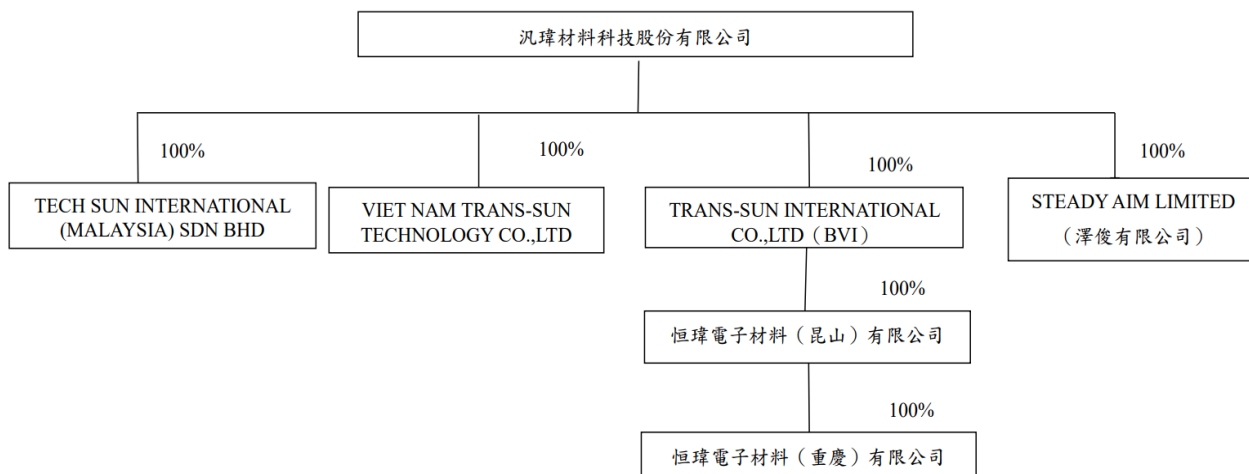 汎瑋材料科技股份有限公司
100%
100%
100%
100%
TECH SUN INTERNATIONAL
(MALAYSIA) SDN BHD
VIET NAM TRANS-SUN
TECHNOLOGY CO.,LTD
TRANS-SUN INTERNATIONAL
CO.,LTD（BVI）
STEADY AIM LIMITED
（澤俊有限公司）
100%
恒瑋電子材料（昆山）有限公司
100%
恒瑋電子材料（重慶）有限公司